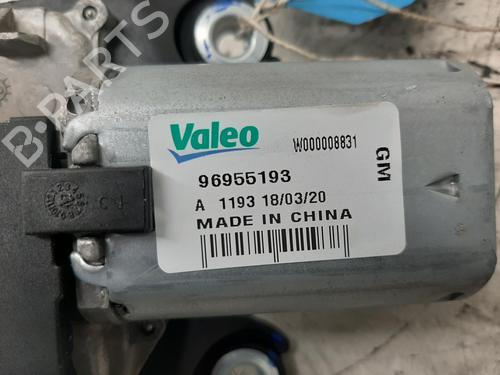 Valeo
W000008831
96955193
A 1193 18/03/20
MADE IN CHINA
GM
B-PARTS